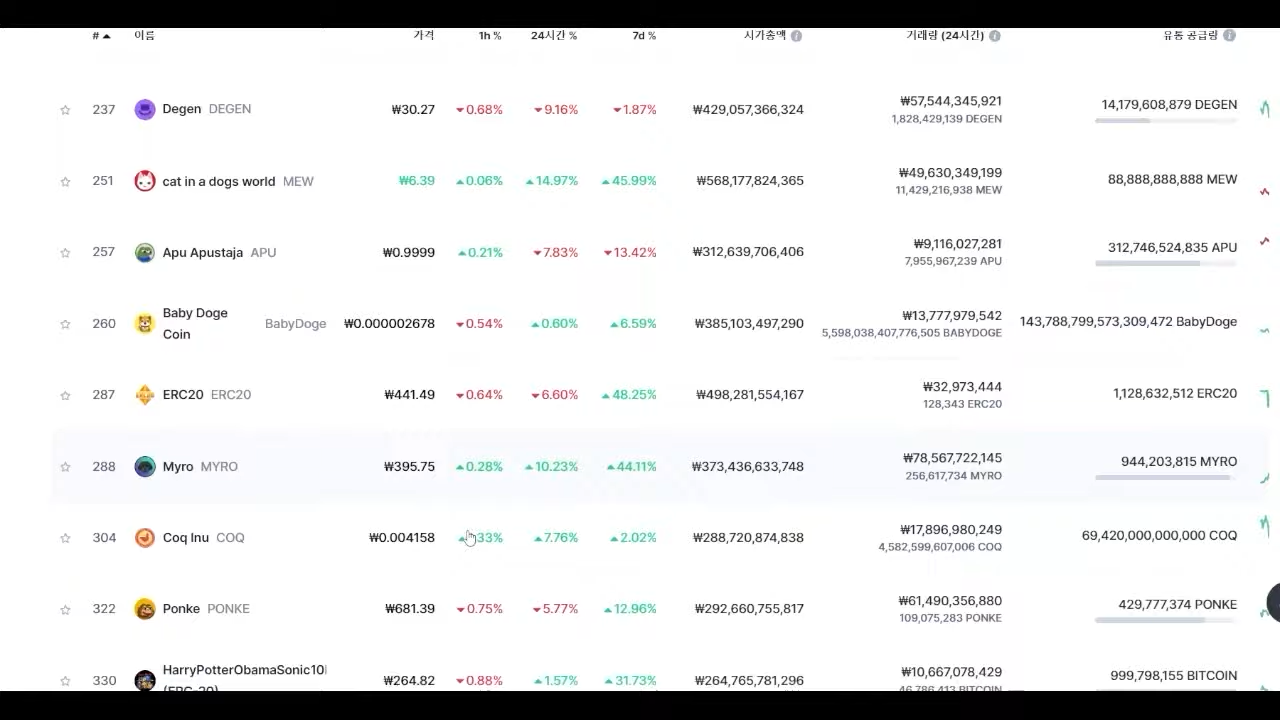 # 이름 가격 1h % 24시간 % 7d % 시가총액 거래량 (24시간) 유통 공급량
237 Degen DEGEN ₩30.27 0.68% 9.16% 1.87% ₩429,057,366,324 ₩57,544,345,921 14,179,608,879 DEGEN
1,828,429,139 DEGEN
251 cat in a dogs world MEW ₩6.39 0.06% 14.97% 45.99% ₩568,177,824,365 ₩49,630,349,199 88,888,888,888 MEW
11,429,216,938 MEW
257 Apu Apustaja APU ₩0.9999 0.21% 7.83% 13.42% ₩312,639,706,406 ₩9,116,027,281 312,746,524,835 APU
7,955,967,239 APU
260 Baby Doge Coin BabyDoge ₩0.000002678 0.54% 0.60% 6.59% ₩385,103,497,290 ₩13,777,979,542 143,788,799,573,309,472 BabyDoge
5,598,038,407,776,505 BABYDOGE
287 ERC20 ERC20 ₩441.49 0.64% 6.60% 48.25% ₩498,281,554,167 ₩32,973,444 1,128,632,512 ERC20
128,343 ERC20
288 Myro MYRO ₩395.75 0.28% 10.23% 44.11% ₩373,436,633,748 ₩78,567,722,145 944,203,815 MYRO
256,617,734 MYRO
304 Coq Inu COQ ₩0.004158 33% 7.76% 2.02% ₩288,720,874,838 ₩17,896,980,249 69,420,000,000,000 COQ
4,582,599,607,006 COQ
322 Ponke PONKE ₩681.39 0.75% 5.77% 12.96% ₩292,660,755,817 ₩61,490,356,880 429,777,374 PONKE
109,075,283 PONKE
330 HarryPotterObamaSonic10 ₩264.82 0.88% 1.57% 31.73% ₩264,765,781,296 ₩10,667,078,429 999,798,155 BITCOIN
(ERC-20) 46,786,413 BITCOIN